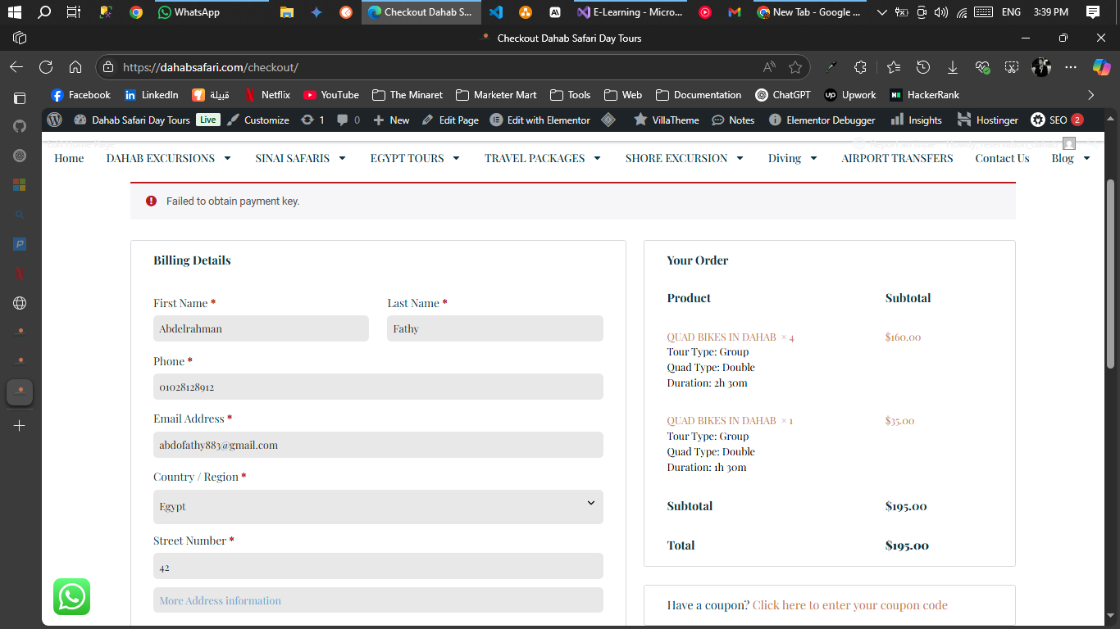 WhatsApp
Checkout Dahab S...
E-Learning - Micro...
New Tab - Google ...
ENG
3:39 PM
Checkout Dahab Safari Day Tours
https://dahabsafari.com/checkout/
Facebook
LinkedIn
قبيلة
Netflix
YouTube
The Minaret
Marketer Mart
Tools
Web
Documentation
ChatGPT
Upwork
HackerRank
Dahab Safari Day Tours
Live
Customize
1
0
New
Edit Page
Edit with Elementor
VillaTheme
Notes
Elementor Debugger
Insights
Hostinger
SEO
2
Home
DAHAB EXCURSIONS
SINAI SAFARIS
EGYPT TOURS
TRAVEL PACKAGES
SHORE EXCURSION
Diving
AIRPORT TRANSFERS
Contact Us
Blog
Failed to obtain payment key.
Billing Details
First Name *
Last Name *
Abdelrahman
Fathy
Phone *
01028128912
Email Address *
abdofathy883@gmail.com
Country / Region *
Egypt
Street Number *
42
More Address information
Your Order
Product Subtotal
QUAD BIKES IN DAHAB × 4 $160.00
Tour Type: Group
Quad Type: Double
Duration: 2h 30m
QUAD BIKES IN DAHAB × 1 $35.00
Tour Type: Group
Quad Type: Double
Duration: 1h 30m
Subtotal $195.00
Total $195.00
Have a coupon? Click here to enter your coupon code